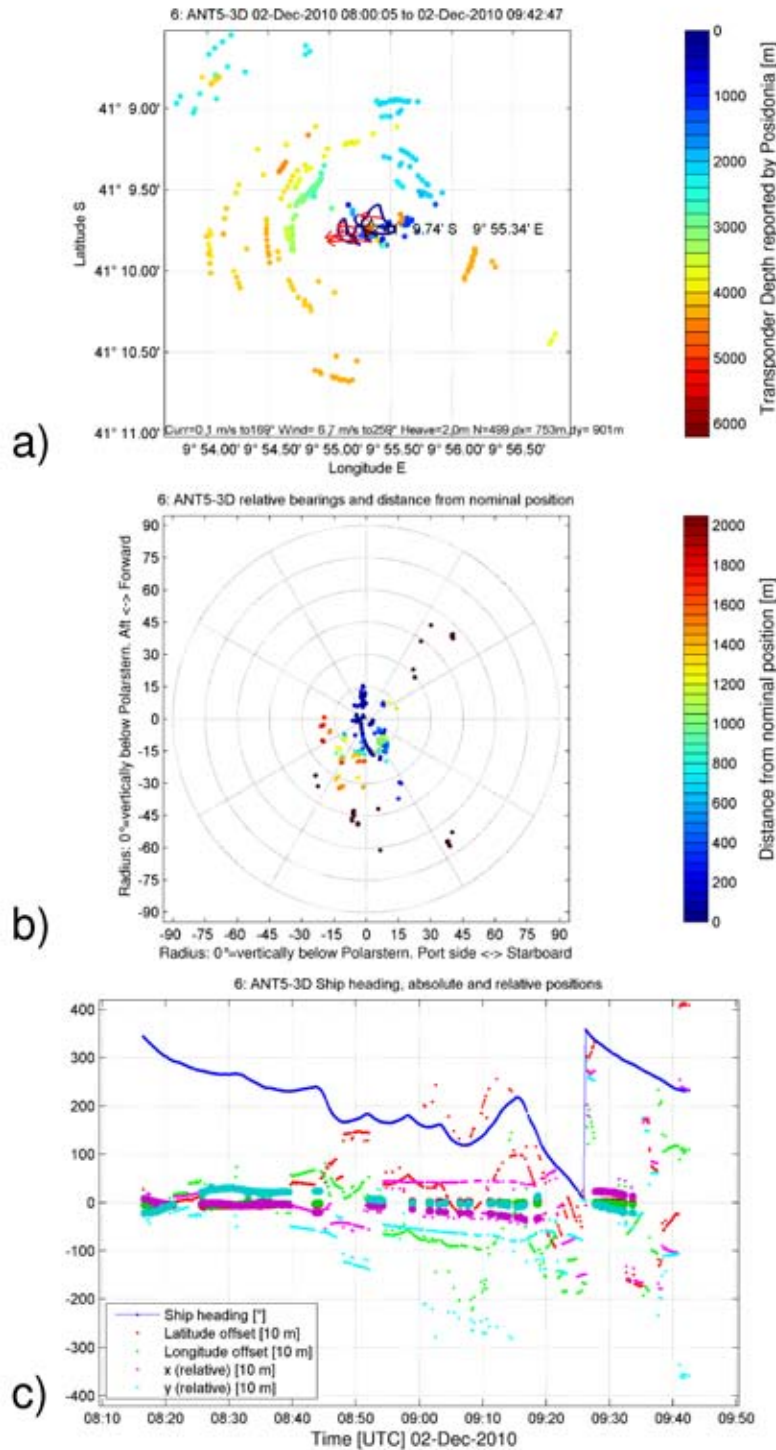 6: ANT5-3D 02-Dec-2010 08:00:05 to 02-Dec-2010 09:42:47
41° 9.00'
41° 9.50'
41° 10.00'
41° 10.50'
41° 11.00'
Latitude S
9.74' S 9° 55.34' E
Curr=0.1 m/s to169° Wind= 6.7 m/s to259° Heave=2.0m N=499 dx= 753m dy= 901m
9° 54.00' 9° 54.50' 9° 55.00' 9° 55.50' 9° 56.00' 9° 56.50'
Longitude E
0
1000
2000
3000
4000
5000
6000
Transponder Depth reported by Posidonia [m]
a)
6: ANT5-3D relative bearings and distance from nominal position
90
75
60
45
30
15
0
-15
-30
-45
-60
-75
-90
Radius: 0°=vertically below Polarstern. Aft <-> Forward
-90 -75 -60 -45 -30 -15 0 15 30 45 60 75 90
Radius: 0°=vertically below Polarstern. Port side <-> Starboard
2000
1800
1600
1400
1200
1000
800
600
400
200
0
Distance from nominal position [m]
b)
6: ANT5-3D Ship heading, absolute and relative positions
400
300
200
100
0
-100
-200
-300
-400
Ship heading [°]
Latitude offset [10 m]
Longitude offset [10 m]
x (relative) [10 m]
y (relative) [10 m]
08:10 08:20 08:30 08:40 08:50 09:00 09:10 09:20 09:30 09:40 09:50
Time [UTC] 02-Dec-2010
c)